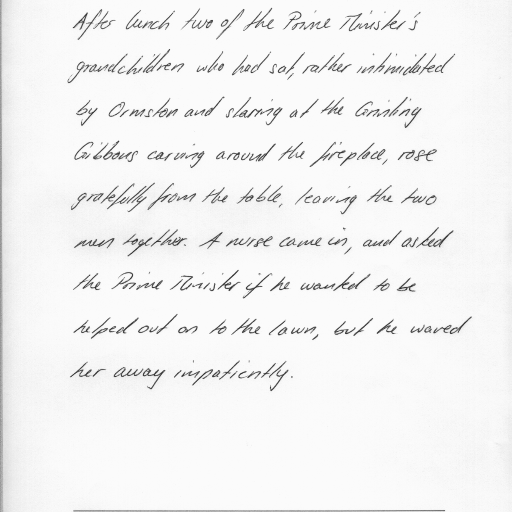 After lunch two of the Prime Minister's
grandchildren who had sat, rather intimidated
by Ormston and staring at the Grinling
Gibbons carving around the fireplace, rose
gratefully from the table, leaving the two
men together. A nurse came in, and asked
the Prime Minister if he wanted to be
helped out on to the lawn, but he waved
her away impatiently.